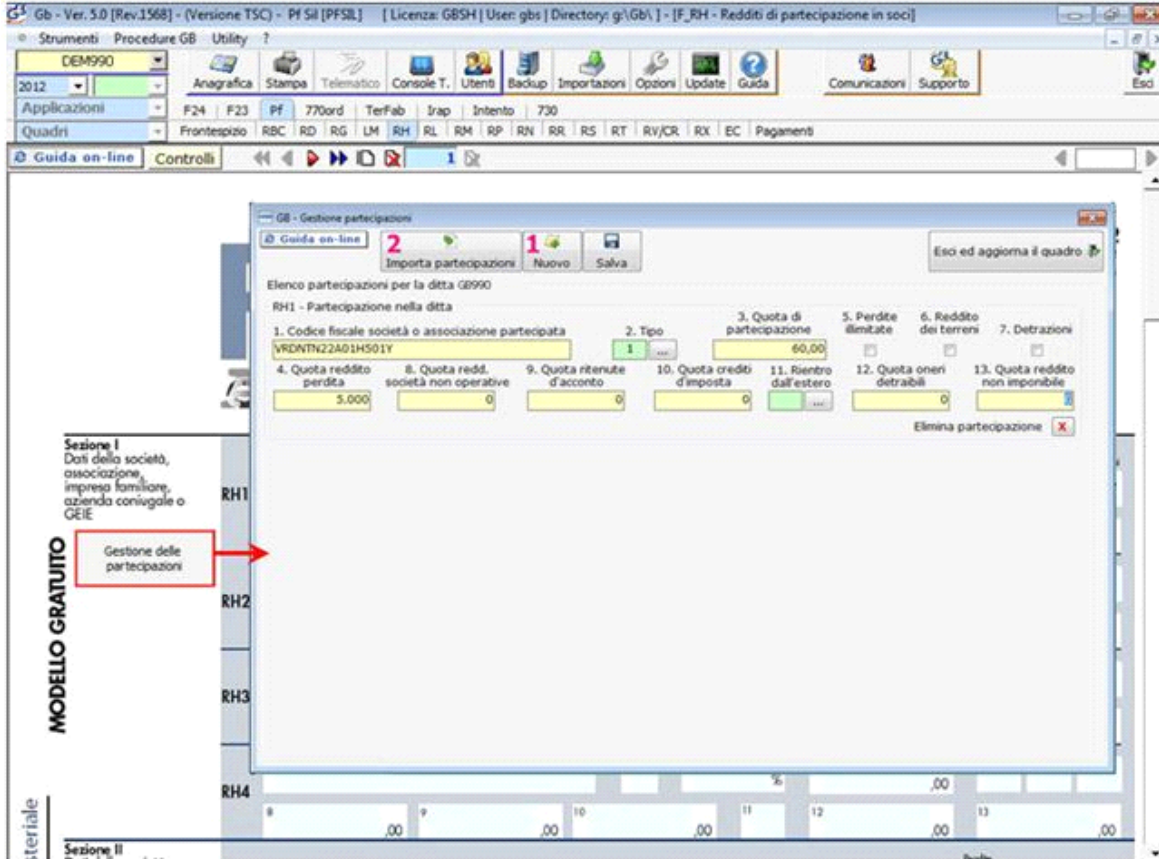 Gb - Ver. 5.0 [Rev.1568] - (Versione TSC) - Pf Sil [PFSIL] [ Licenza: GBSH | User: gbs | Directory: g:\Gb\ ] - [F_RH - Redditi di partecipazione in soci]
Strumenti Procedure GB Utility ?
DEM990
2012
Anagrafica Stampa Telematico Console T. Utenti Backup Importazioni Opzioni Update Guida Comunicazioni Supporto Esci
Applicazioni F24 F23 Pf 770ord TerFab Irap Intento 730
Quadri Frontespizio RBC RD RG LM RH RL RM RP RN RR RS RT RV/CR RX EC Pagamenti
Guida on-line Controlli 1
GB - Gestione partecipazioni
Guida on-line 2 Importa partecipazioni 1 Nuovo Salva Esci ed aggiorna il quadro
Elenco partecipazioni per la ditta GB990
RH1 - Partecipazione nella ditta
1. Codice fiscale società o associazione partecipata 2. Tipo 3. Quota di partecipazione 5. Perdite illimitate 6. Reddito dei terreni 7. Detrazioni
VRDNTN22A01H501Y 1 ... 60,00
4. Quota reddito perdita 8. Quota redd. società non operative 9. Quota ritenute d'acconto 10. Quota crediti d'imposta 11. Rientro dall'estero 12. Quota oneri detraibili 13. Quota reddito non imponibile
5.000 0 0 0 ... 0 0
Elimina partecipazione X
Sezione I
Dati della società,
associazione,
impresa familiare,
azienda coniugale o
GEIE
RH1
Gestione delle
partecipazioni
MODELLO GRATUITO
RH2
RH3
RH4
% ,00
8 9 10 11 12 13
,00 ,00 ,00 ,00 ,00
Sezione II